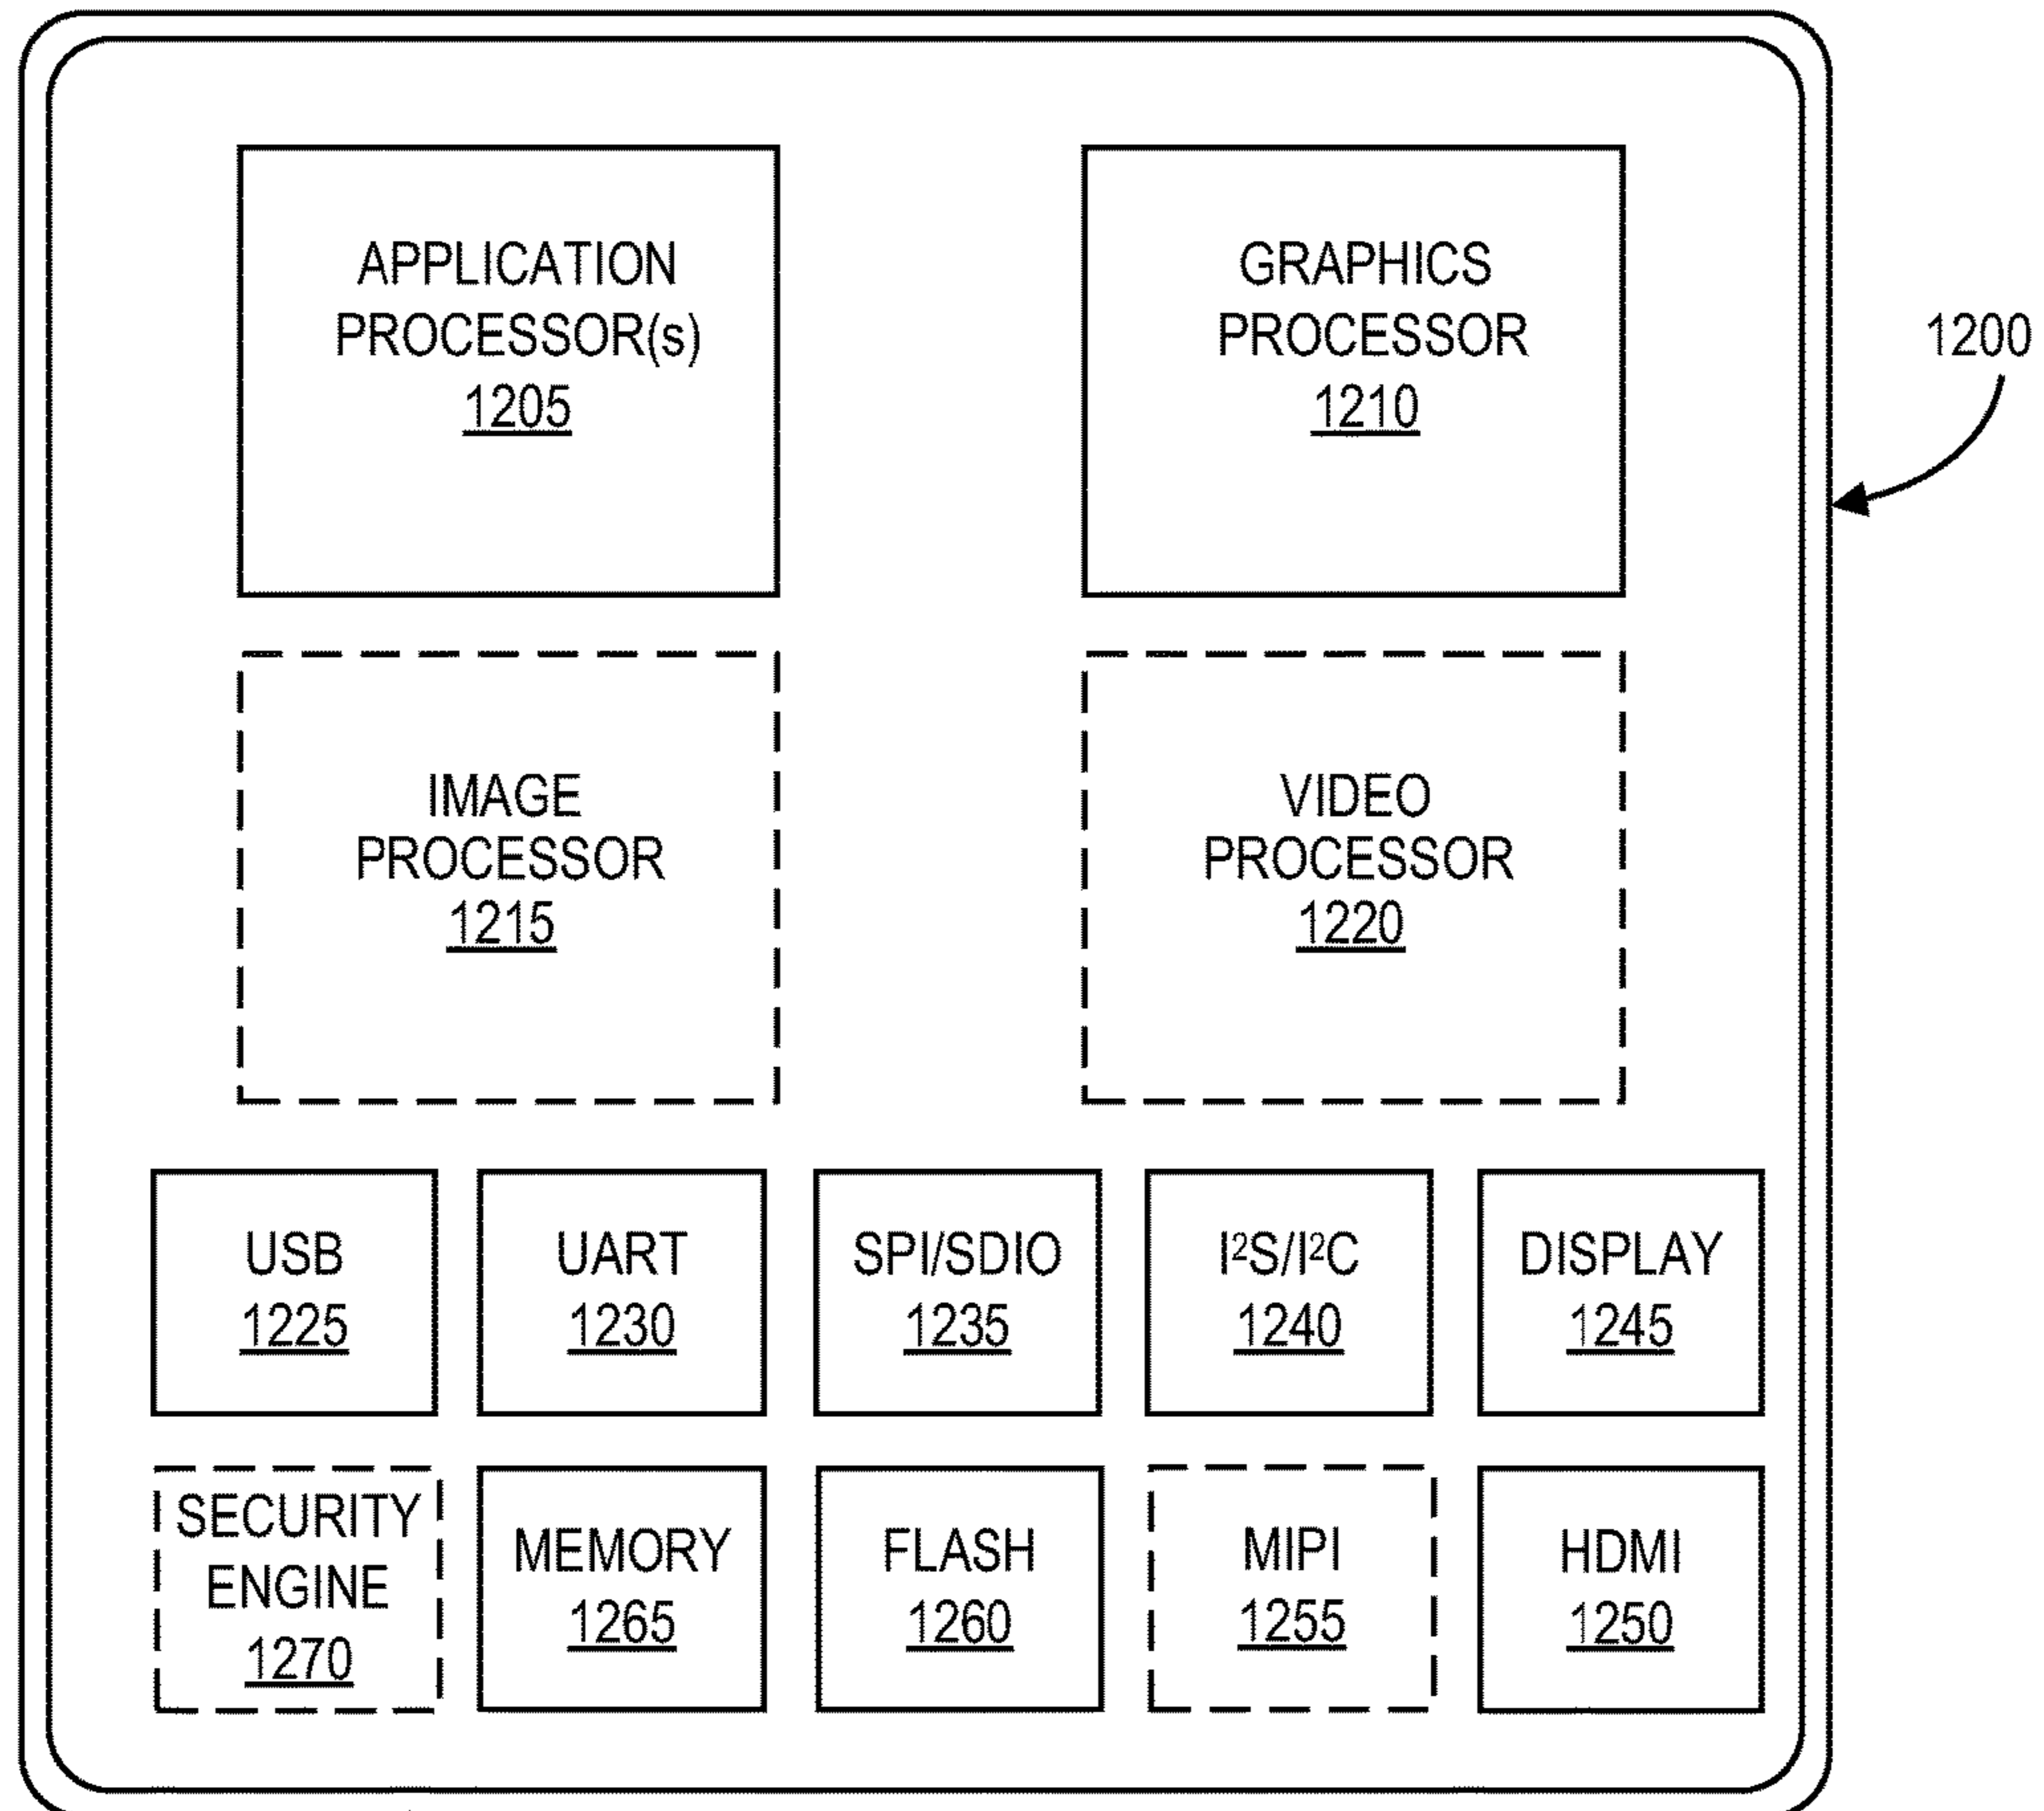 APPLICATION
PROCESSOR(s)
1205
GRAPHICS
PROCESSOR
1210
1200
IMAGE
PROCESSOR
1215
VIDEO
PROCESSOR
1220
USB
1225
UART
1230
SPI/SDIO
1235
I²S/I²C
1240
DISPLAY
1245
SECURITY
ENGINE
1270
MEMORY
1265
FLASH
1260
MIPI
1255
HDMI
1250